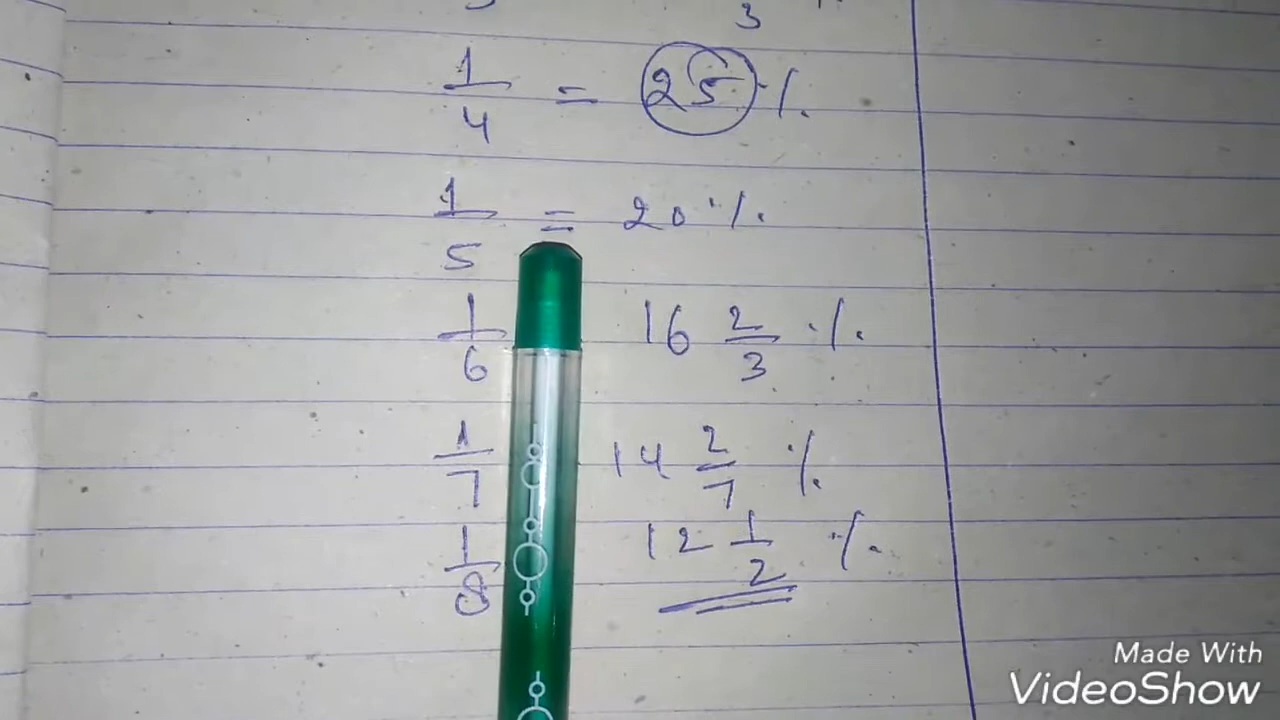 3
1/4 = 25 %
1/5 = 20 %
1/6 16 2/3 %
1/7 14 2/7 %
1/8 12 1/2 %
Made With
VideoShow